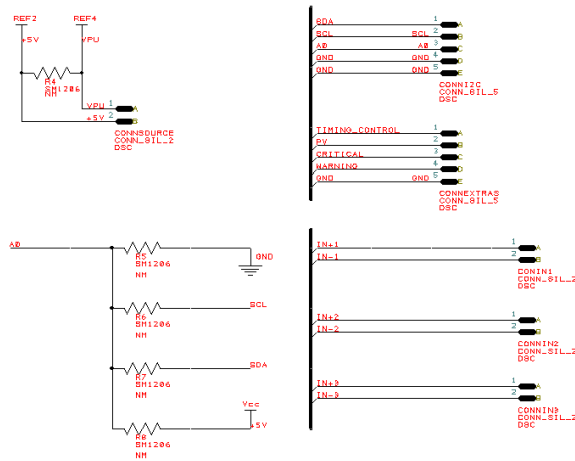 REF2
REF4
+5V
VPU
R4
SM1206
NM
VPU 1 A
+5V 2 B
CONNSOURCE
CONN_SIL_2
DSC
SDA 1 A
SCL SCL 2 B
A0 A0 3 C
GND GND 4 D
GND GND 5 E
CONNI2C
CONN_SIL_5
DSC
TIMING_CONTROL 1 A
PV 2 B
CRITICAL 3 C
WARNING 4 D
GND GND 5 E
CONNEXTRAS
CONN_SIL_5
DSC
A0
R5
SM1206
NM
GND
R6
SM1206
NM
SCL
R7
SM1206
NM
SDA
Vcc
+5V
R8
SM1206
NM
IN+1 1 A
IN-1 2 B
CONIN1
CONN_SIL_2
DSC
IN+2 1 A
IN-2 2 B
CONNIN2
CONN_SIL_2
DSC
IN+3 1 A
IN-3 2 B
CONNIN3
CONN_SIL_2
DSC